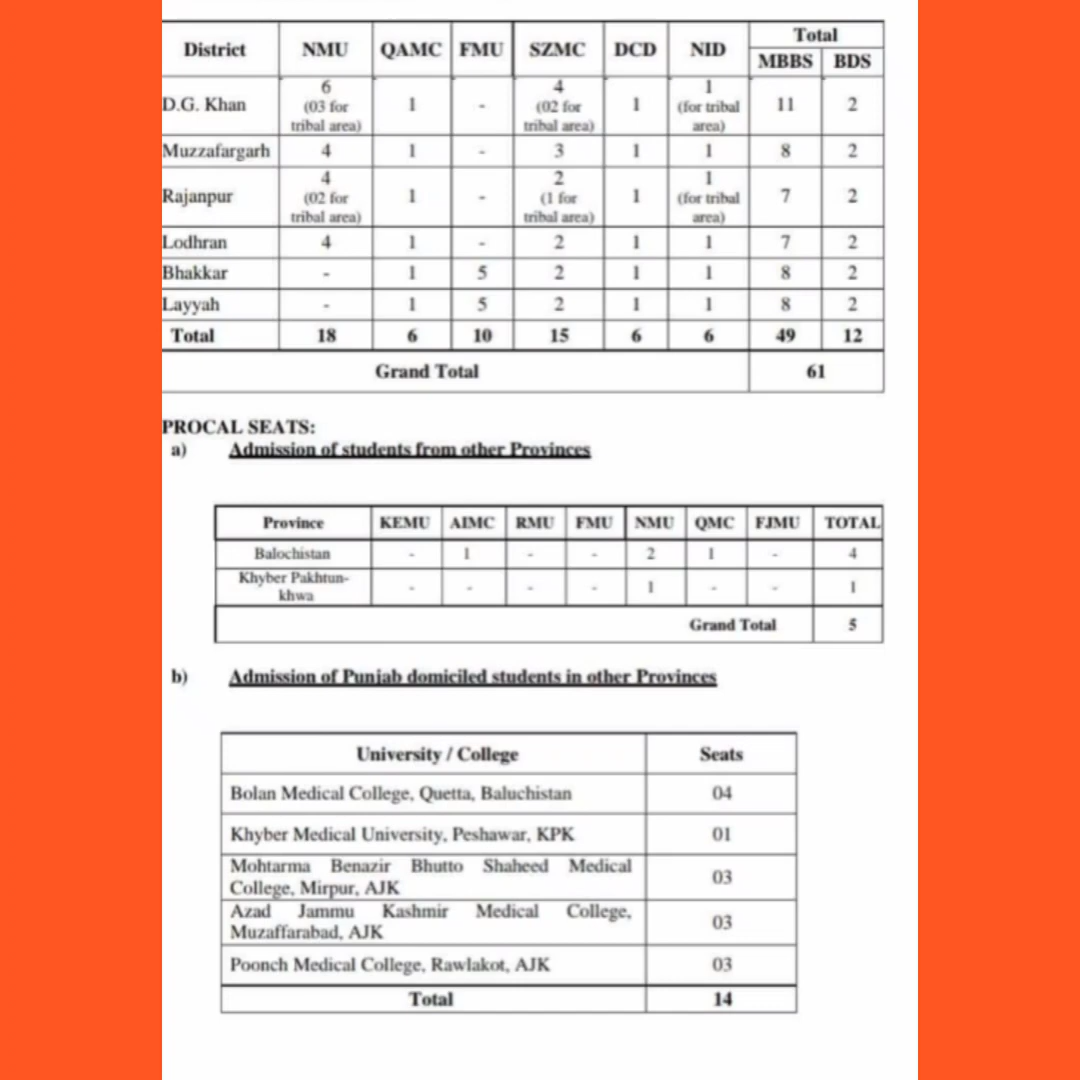 District NMU QAMC FMU SZMC DCD NID Total
MBBS BDS
D.G. Khan 6 (03 for tribal area) 1 - 4 (02 for tribal area) 1 1 (for tribal area) 11 2
Muzzafargarh 4 1 - 3 1 1 8 2
Rajanpur 4 (02 for tribal area) 1 - 2 (1 for tribal area) 1 1 (for tribal area) 7 2
Lodhran 4 1 - 2 1 1 7 2
Bhakkar - 1 5 2 1 1 8 2
Layyah - 1 5 2 1 1 8 2
Total 18 6 10 15 6 6 49 12
Grand Total 61
PROCAL SEATS:
a) Admission of students from other Provinces
Province KEMU AIMC RMU FMU NMU QMC FJMU TOTAL
Balochistan - 1 - - 2 1 - 4
Khyber Pakhtun-
khwa - - - - 1 - - 1
Grand Total 5
b) Admission of Punjab domiciled students in other Provinces
University / College Seats
Bolan Medical College, Quetta, Baluchistan 04
Khyber Medical University, Peshawar, KPK 01
Mohtarma Benazir Bhutto Shaheed Medical
College, Mirpur, AJK 03
Azad Jammu Kashmir Medical College,
Muzaffarabad, AJK 03
Poonch Medical College, Rawlakot, AJK 03
Total 14